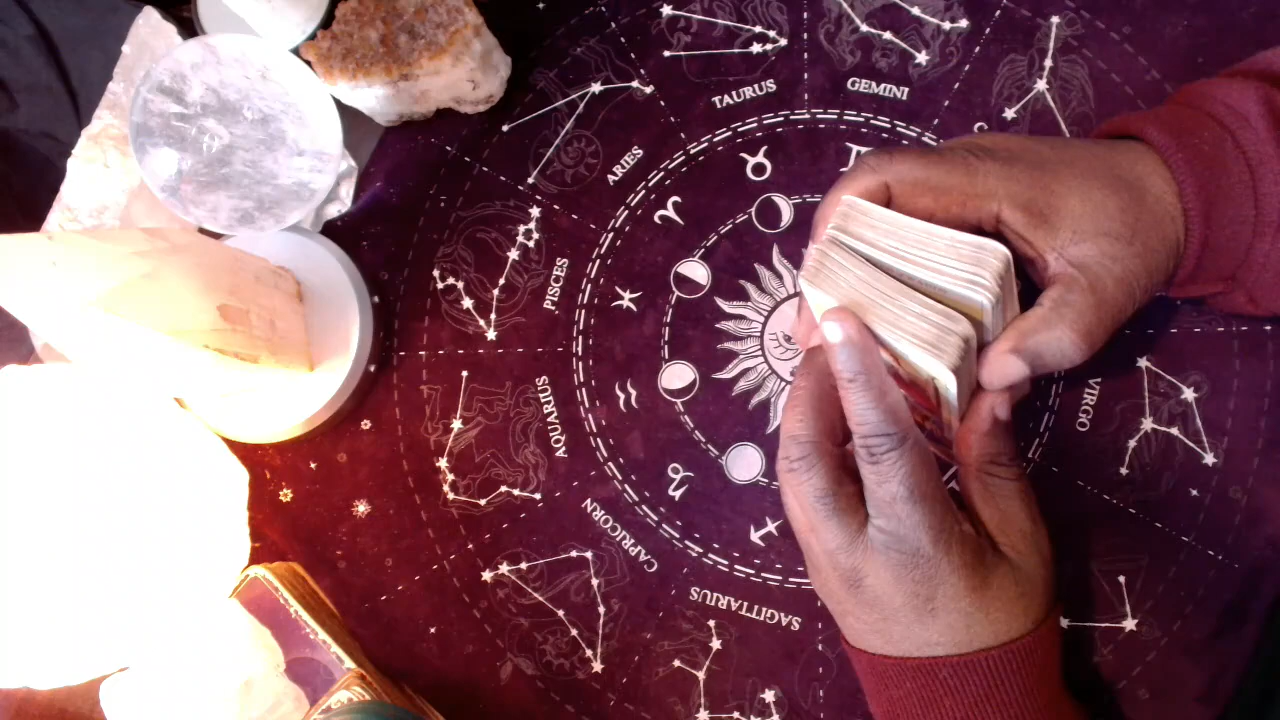 TAURUS
GEMINI
ARIES
PISCES
VIRGO
AQUARIUS
CAPRICORN
SAGITTARIUS